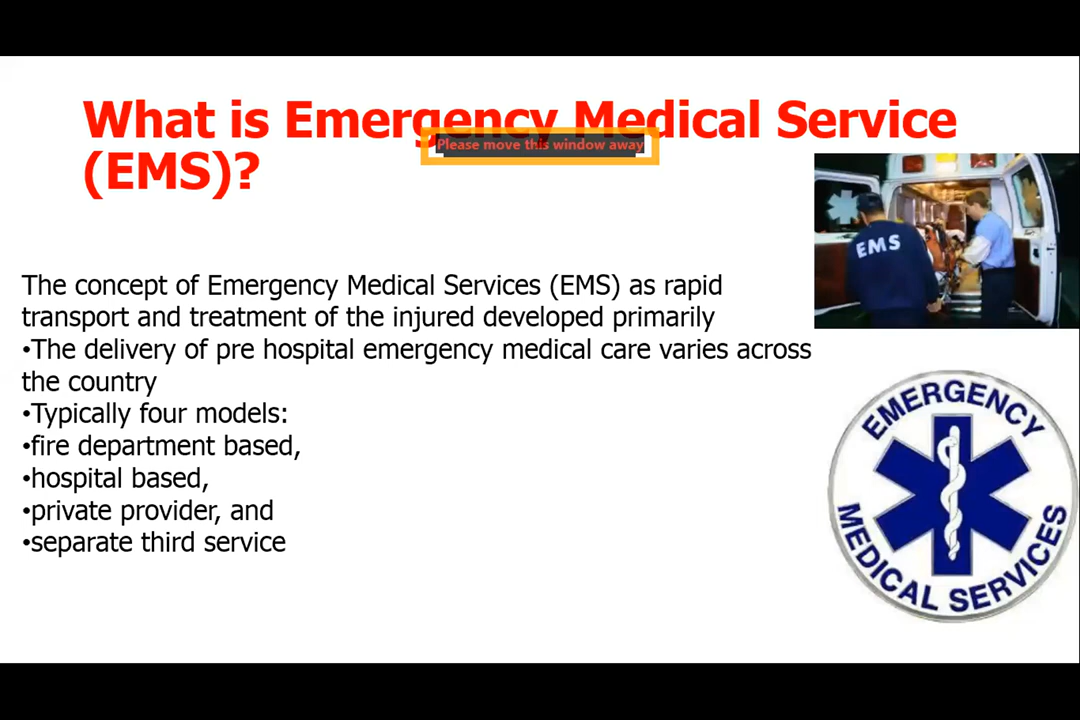 What is Emergency Medical Service
(EMS)?
Please move this window away
The concept of Emergency Medical Services (EMS) as rapid
transport and treatment of the injured developed primarily
•The delivery of pre hospital emergency medical care varies across
the country
•Typically four models:
•fire department based,
•hospital based,
•private provider, and
•separate third service
EMS
EMERGENCY
MEDICAL SERVICES